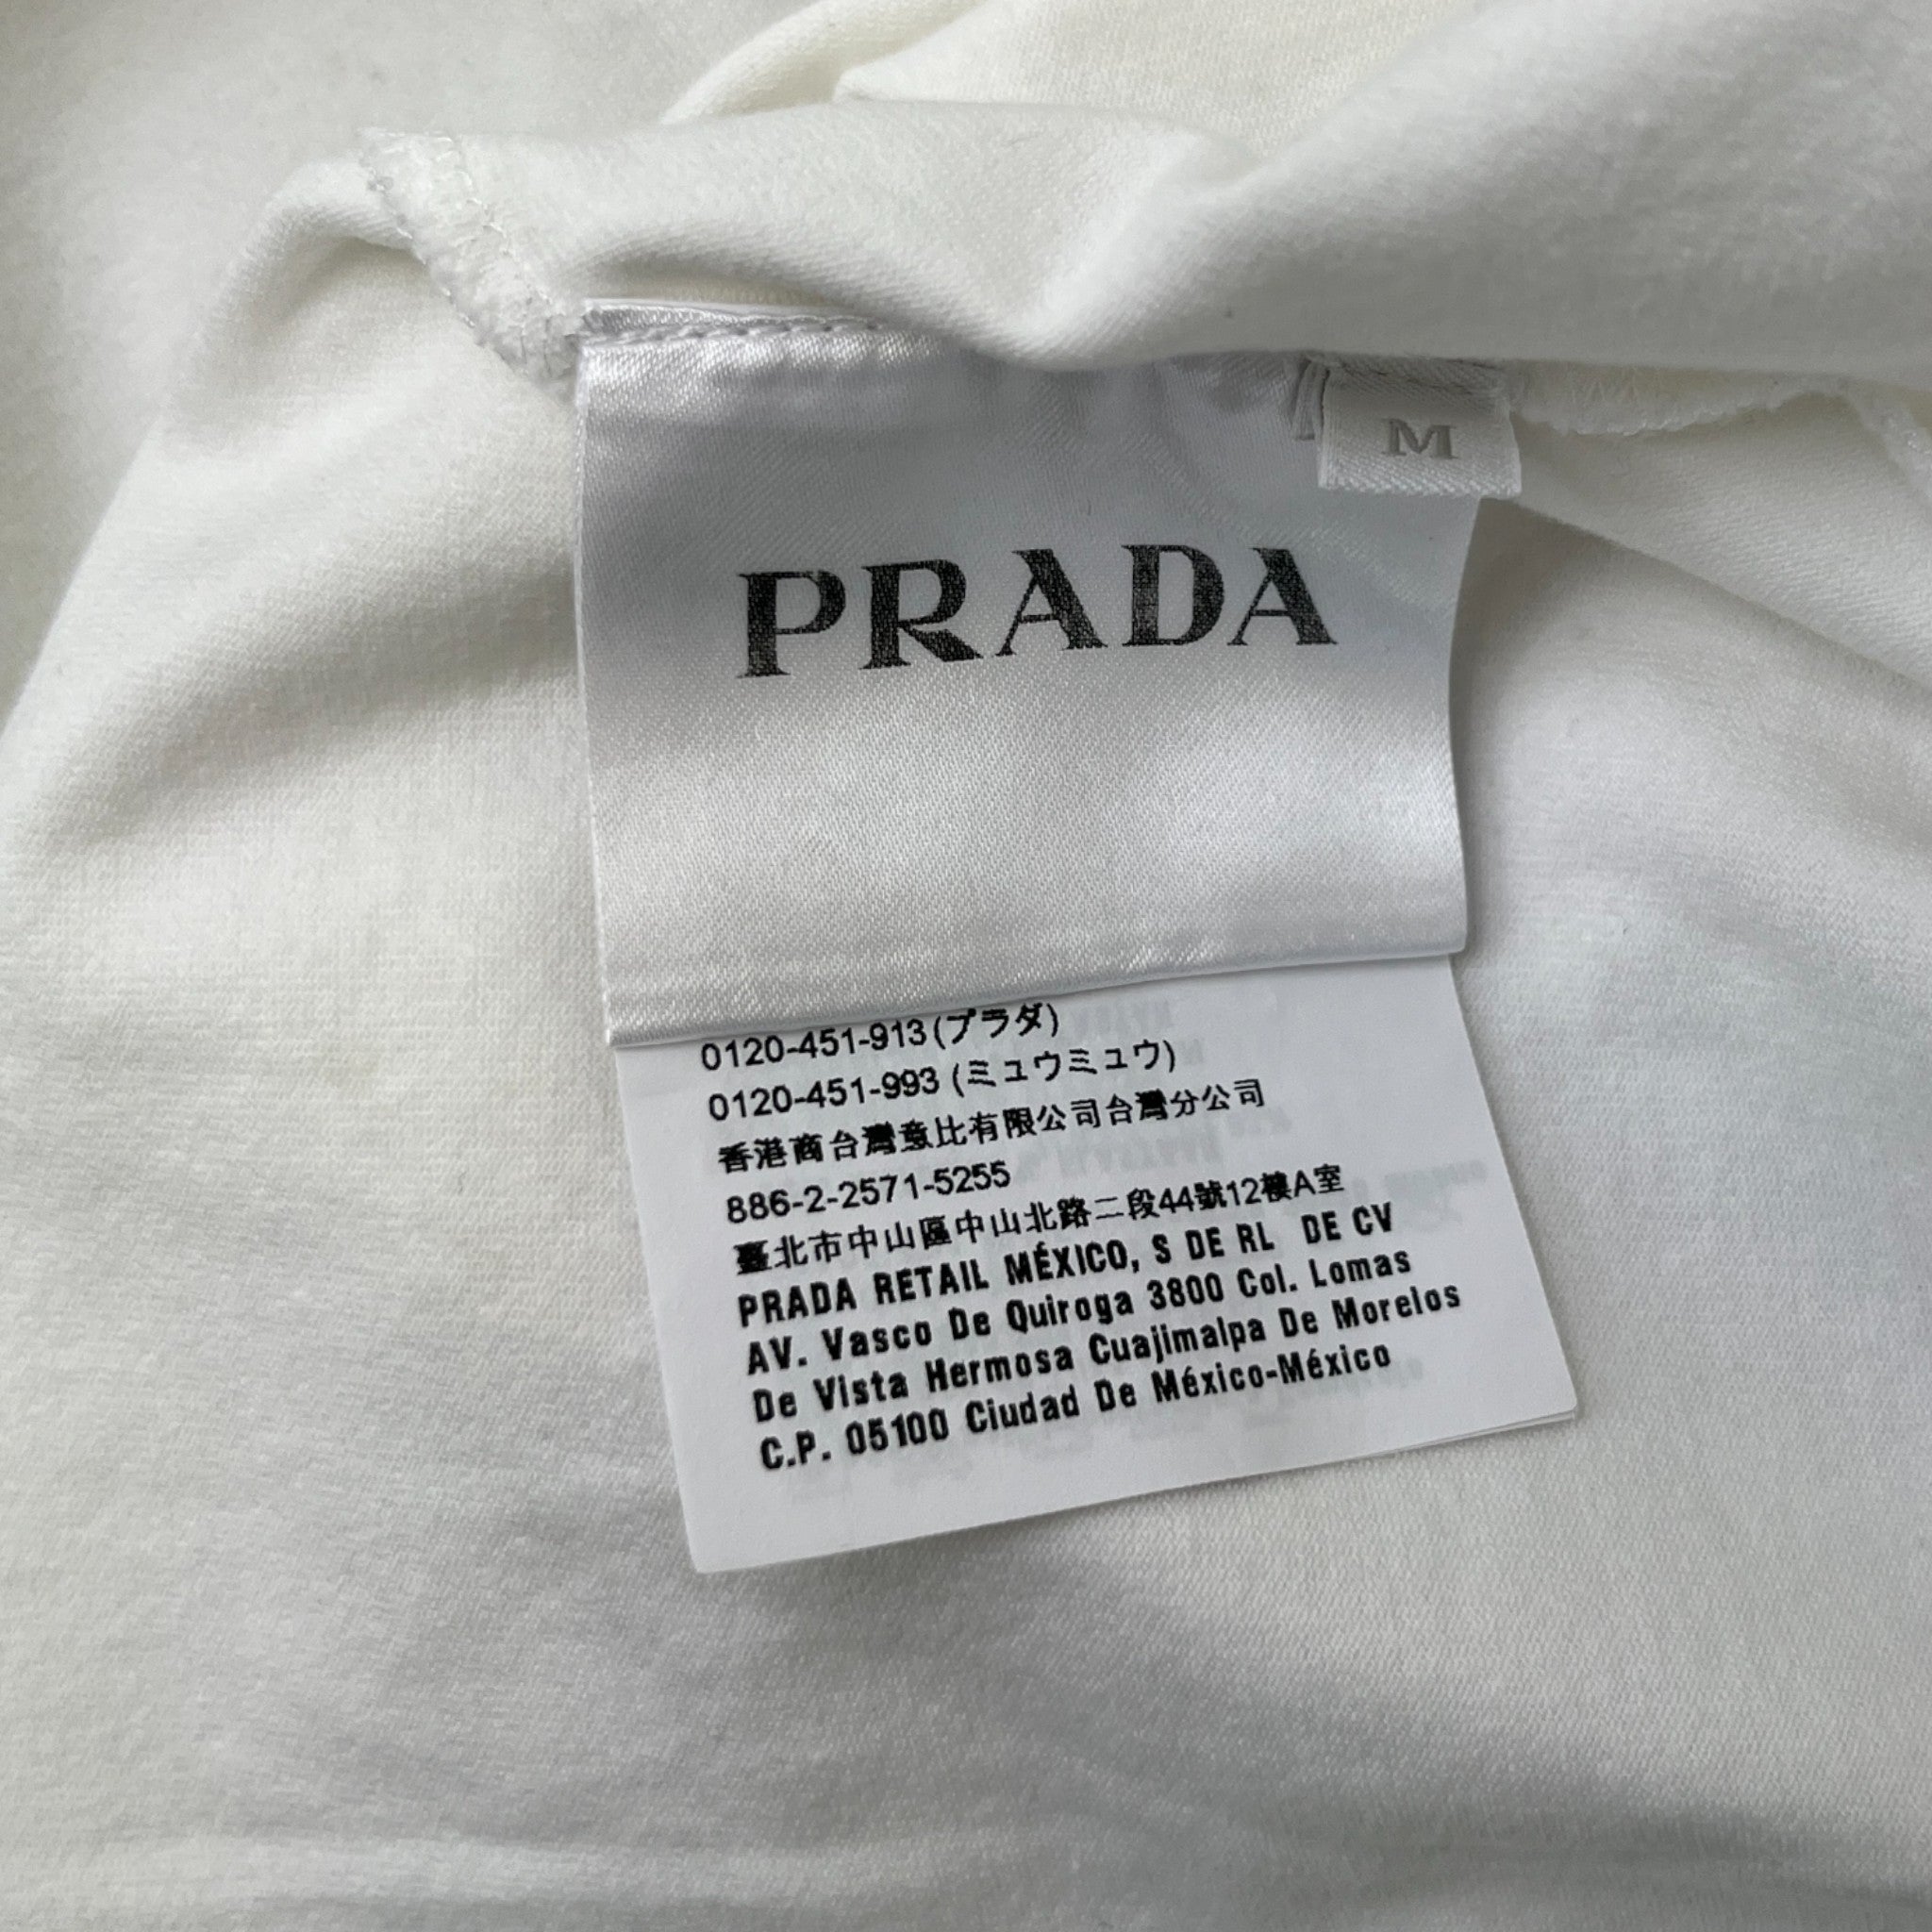 M
PRADA
0120-451-913(プラダ)
0120-451-993 (ミュウミュウ)
香港商台灣意比有限公司台灣分公司
886-2-2571-5255
臺北市中山區中山北路二段44號12樓A室
PRADA RETAIL MÉXICO, S DE RL DE CV
AV. Vasco De Quiroga 3800 Col. Lomas
De Vista Hermosa Cuajimalpa De Morelos
C.P. 05100 Ciudad De México-México